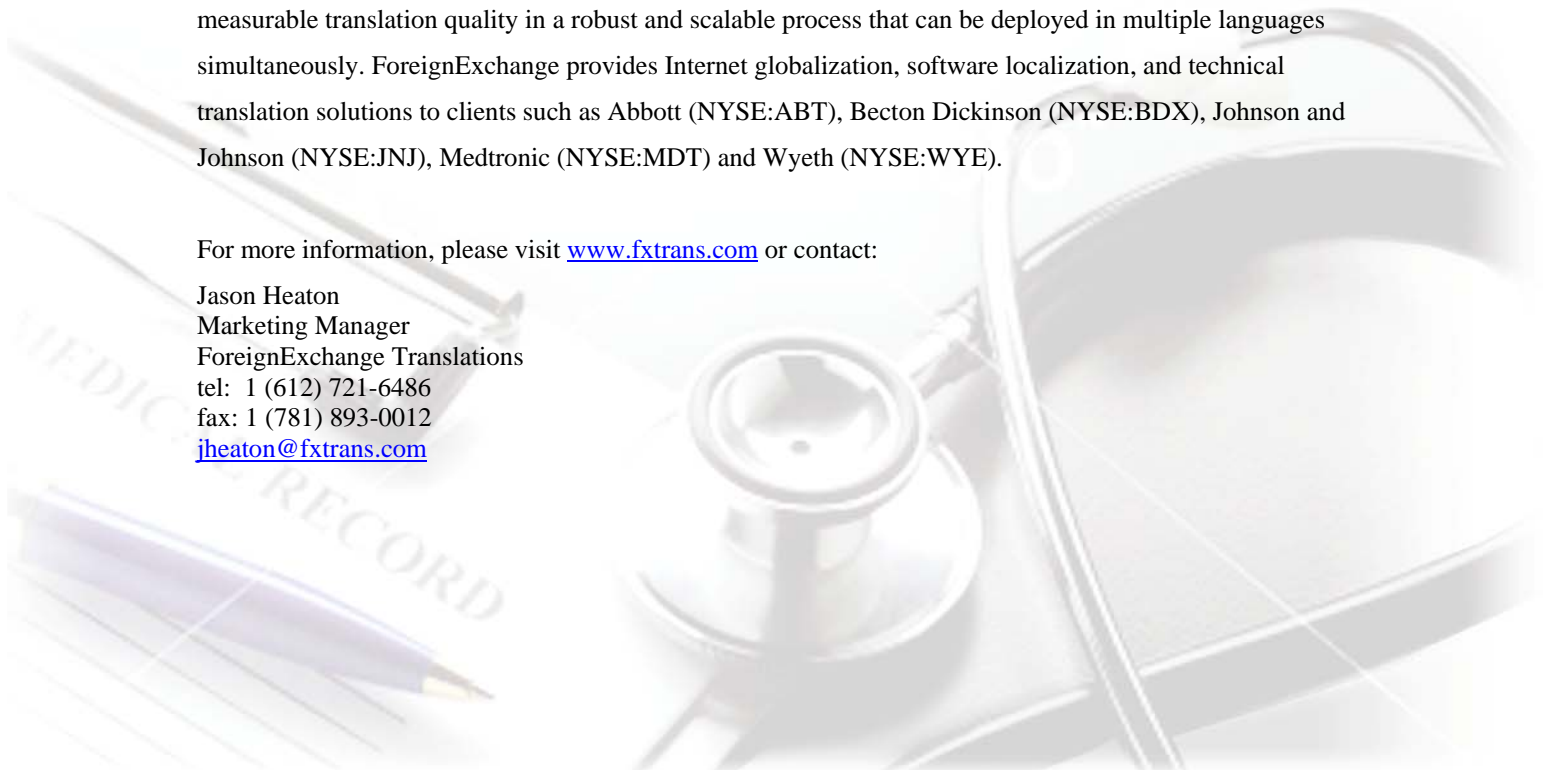 measurable translation quality in a robust and scalable process that can be deployed in multiple languages
simultaneously. ForeignExchange provides Internet globalization, software localization, and technical
translation solutions to clients such as Abbott (NYSE:ABT), Becton Dickinson (NYSE:BDX), Johnson and
Johnson (NYSE:JNJ), Medtronic (NYSE:MDT) and Wyeth (NYSE:WYE).
For more information, please visit www.fxtrans.com or contact:
Jason Heaton
Marketing Manager
ForeignExchange Translations
tel: 1 (612) 721-6486
fax: 1 (781) 893-0012
jheaton@fxtrans.com
MEDICAL RECORD